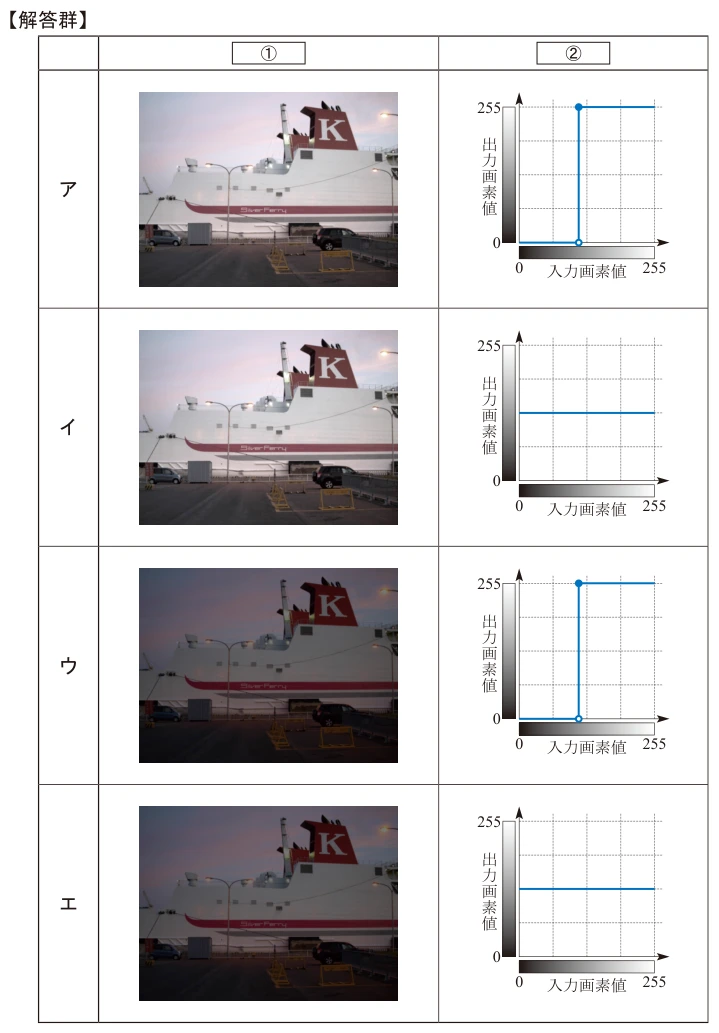 【解答群】
① ②
ア
K
Silver Ferry
255
出力画素値
0
0 入力画素値 255
イ
K
Silver Ferry
255
出力画素値
0
0 入力画素値 255
ウ
K
Silver Ferry
255
出力画素値
0
0 入力画素値 255
エ
K
Silver Ferry
255
出力画素値
0
0 入力画素値 255